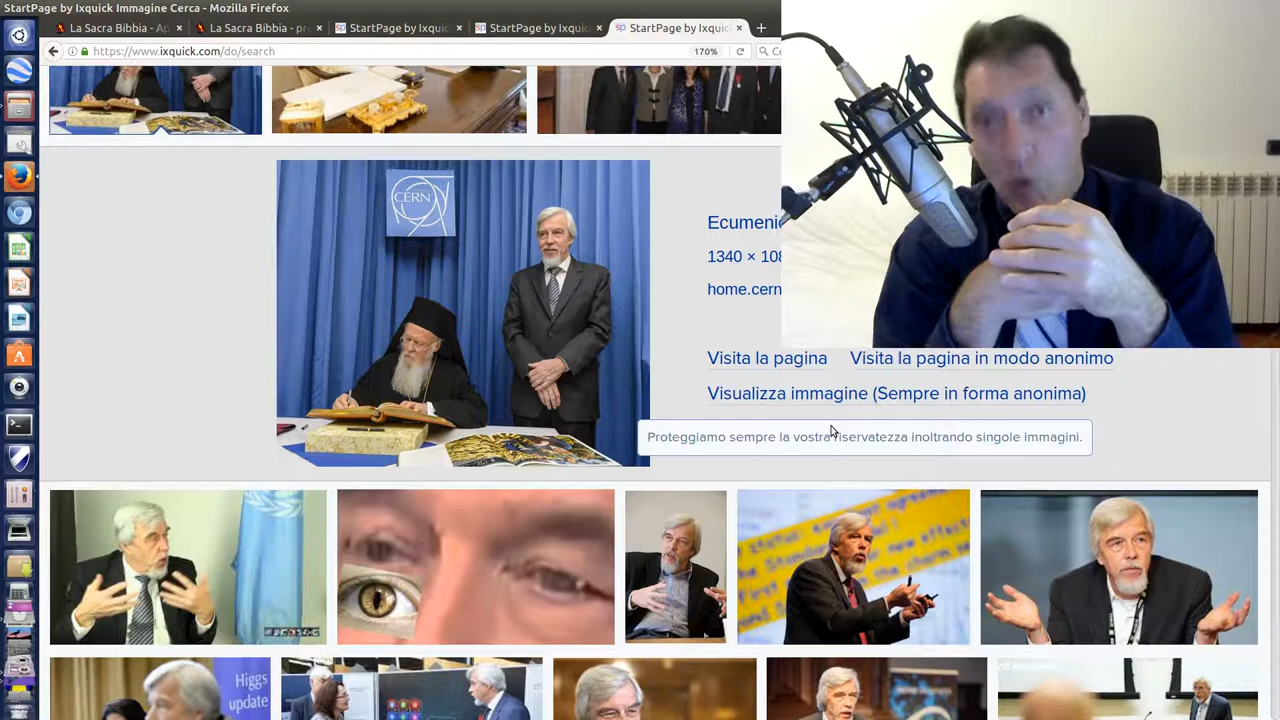 StartPage by Ixquick Immagine Cerca - Mozilla Firefox
La Sacra Bibbia - A
La Sacra Bibbia - p
StartPage by Ixquic
StartPage by Ixquic
StartPage by Ixquic
https://www.ixquick.com/do/search
170%
CERN
Ecumenic
1340 × 108
home.cern
Visita la pagina
Visita la pagina in modo anonimo
Visualizza immagine (Sempre in forma anonima)
Proteggiamo sempre la vostra riservatezza inoltrando singole immagini.
Higgs
update